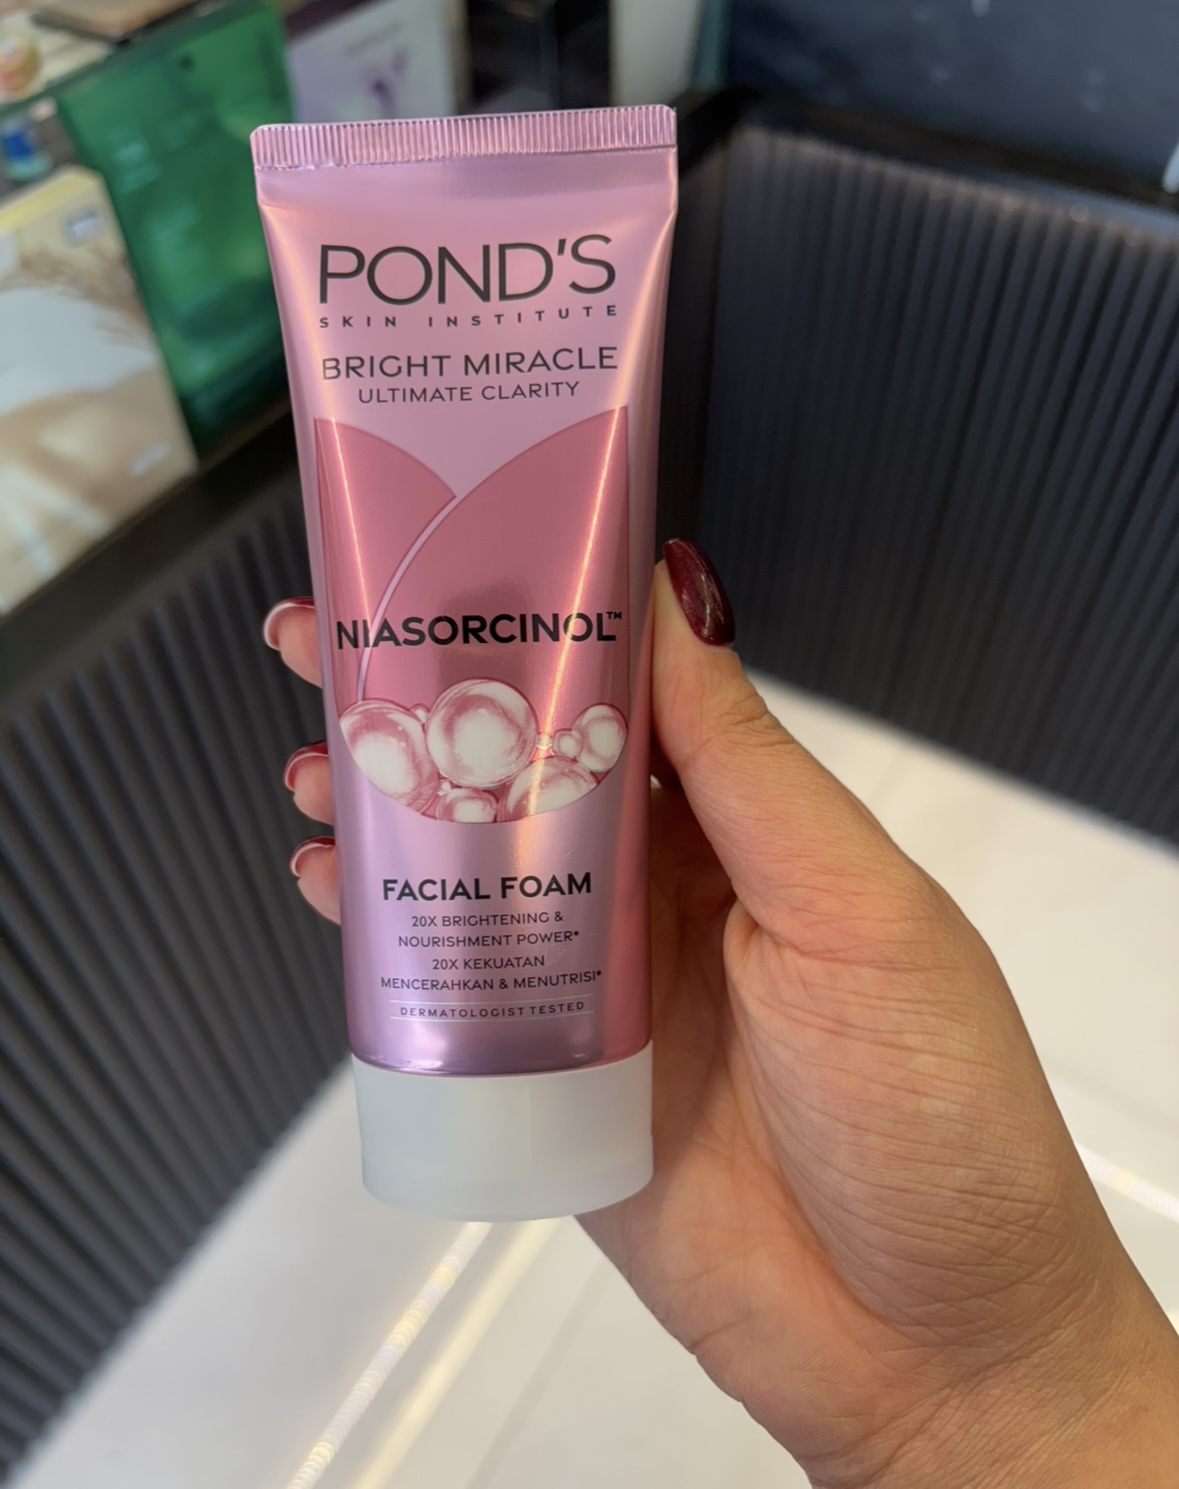 POND'S
SKIN INSTITUTE
BRIGHT MIRACLE
ULTIMATE CLARITY
NIASORCINOL™
FACIAL FOAM
20X BRIGHTENING &
NOURISHMENT POWER*
20X KEKUATAN
MENCERAHKAN & MENUTRISI*
DERMATOLOGIST TESTED